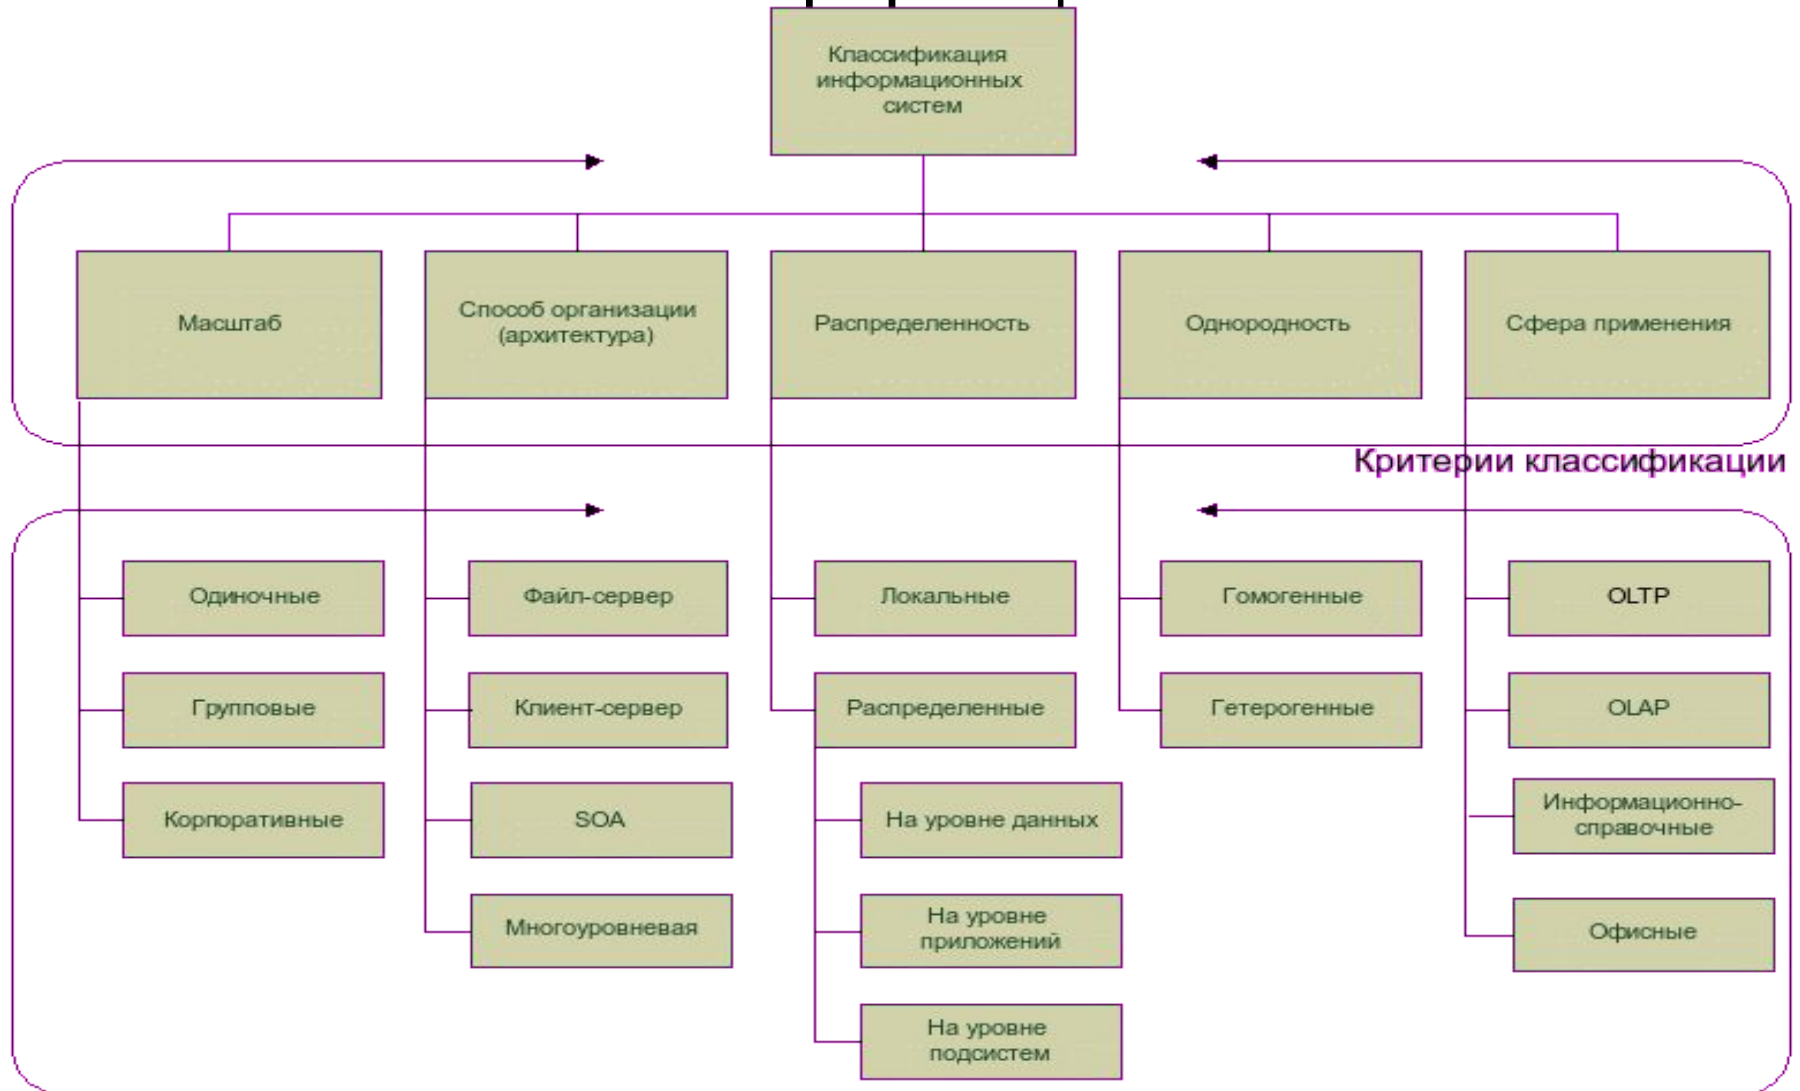 Классификация
информационных
систем
Масштаб
Способ организации
(архитектура)
Распределенность
Однородность
Сфера применения
Критерии классификации
Одиночные
Файл-сервер
Локальные
Гомогенные
OLTP
Групповые
Клиент-сервер
Распределенные
Гетерогенные
OLAP
Корпоративные
SOA
На уровне данных
Информационно-
справочные
Многоуровневая
На уровне
приложений
Офисные
На уровне
подсистем